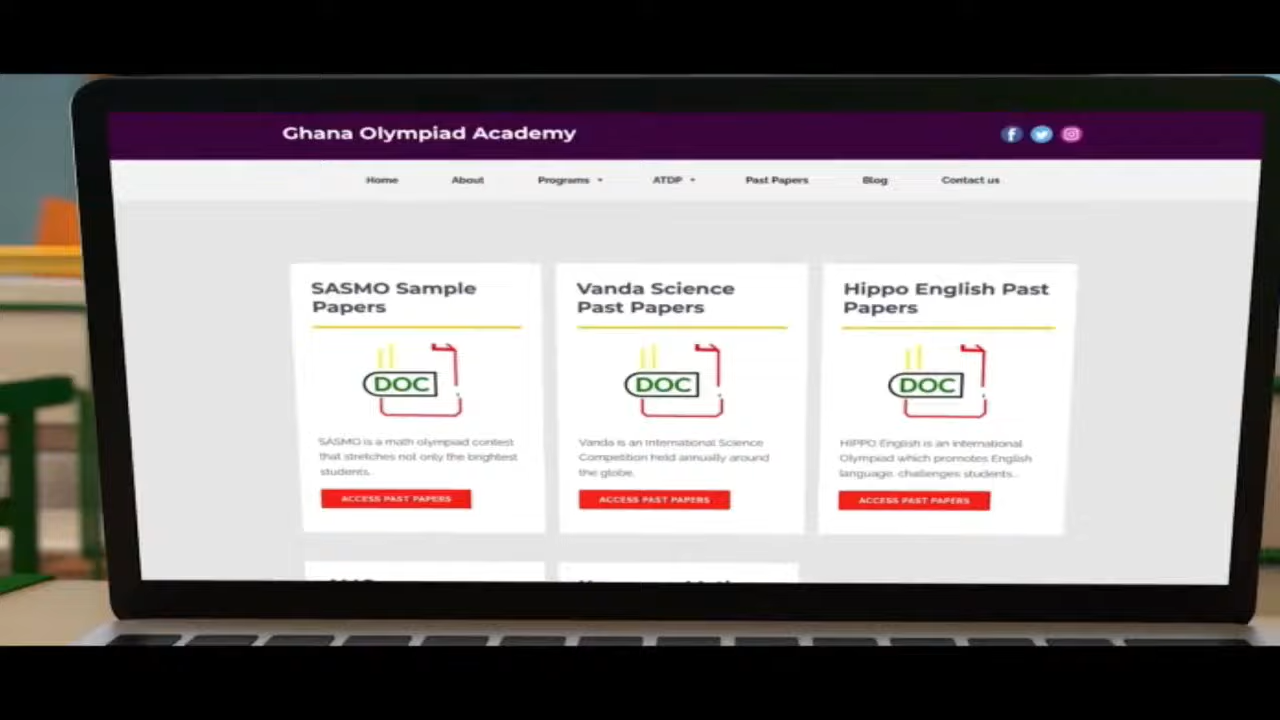 Ghana Olympiad Academy
Home About Programs ATDP Past Papers Blog Contact us
SASMO Sample
Papers
DOC
SASMO is a math olympiad contest
that stretches not only the brightest
students..
ACCESS PAST PAPERS
Vanda Science
Past Papers
DOC
Vanda is an International Science
Competition held annually around
the globe.
ACCESS PAST PAPERS
Hippo English Past
Papers
DOC
HIPPO English is an international
Olympiad which promotes English
language, challenges students..
ACCESS PAST PAPERS